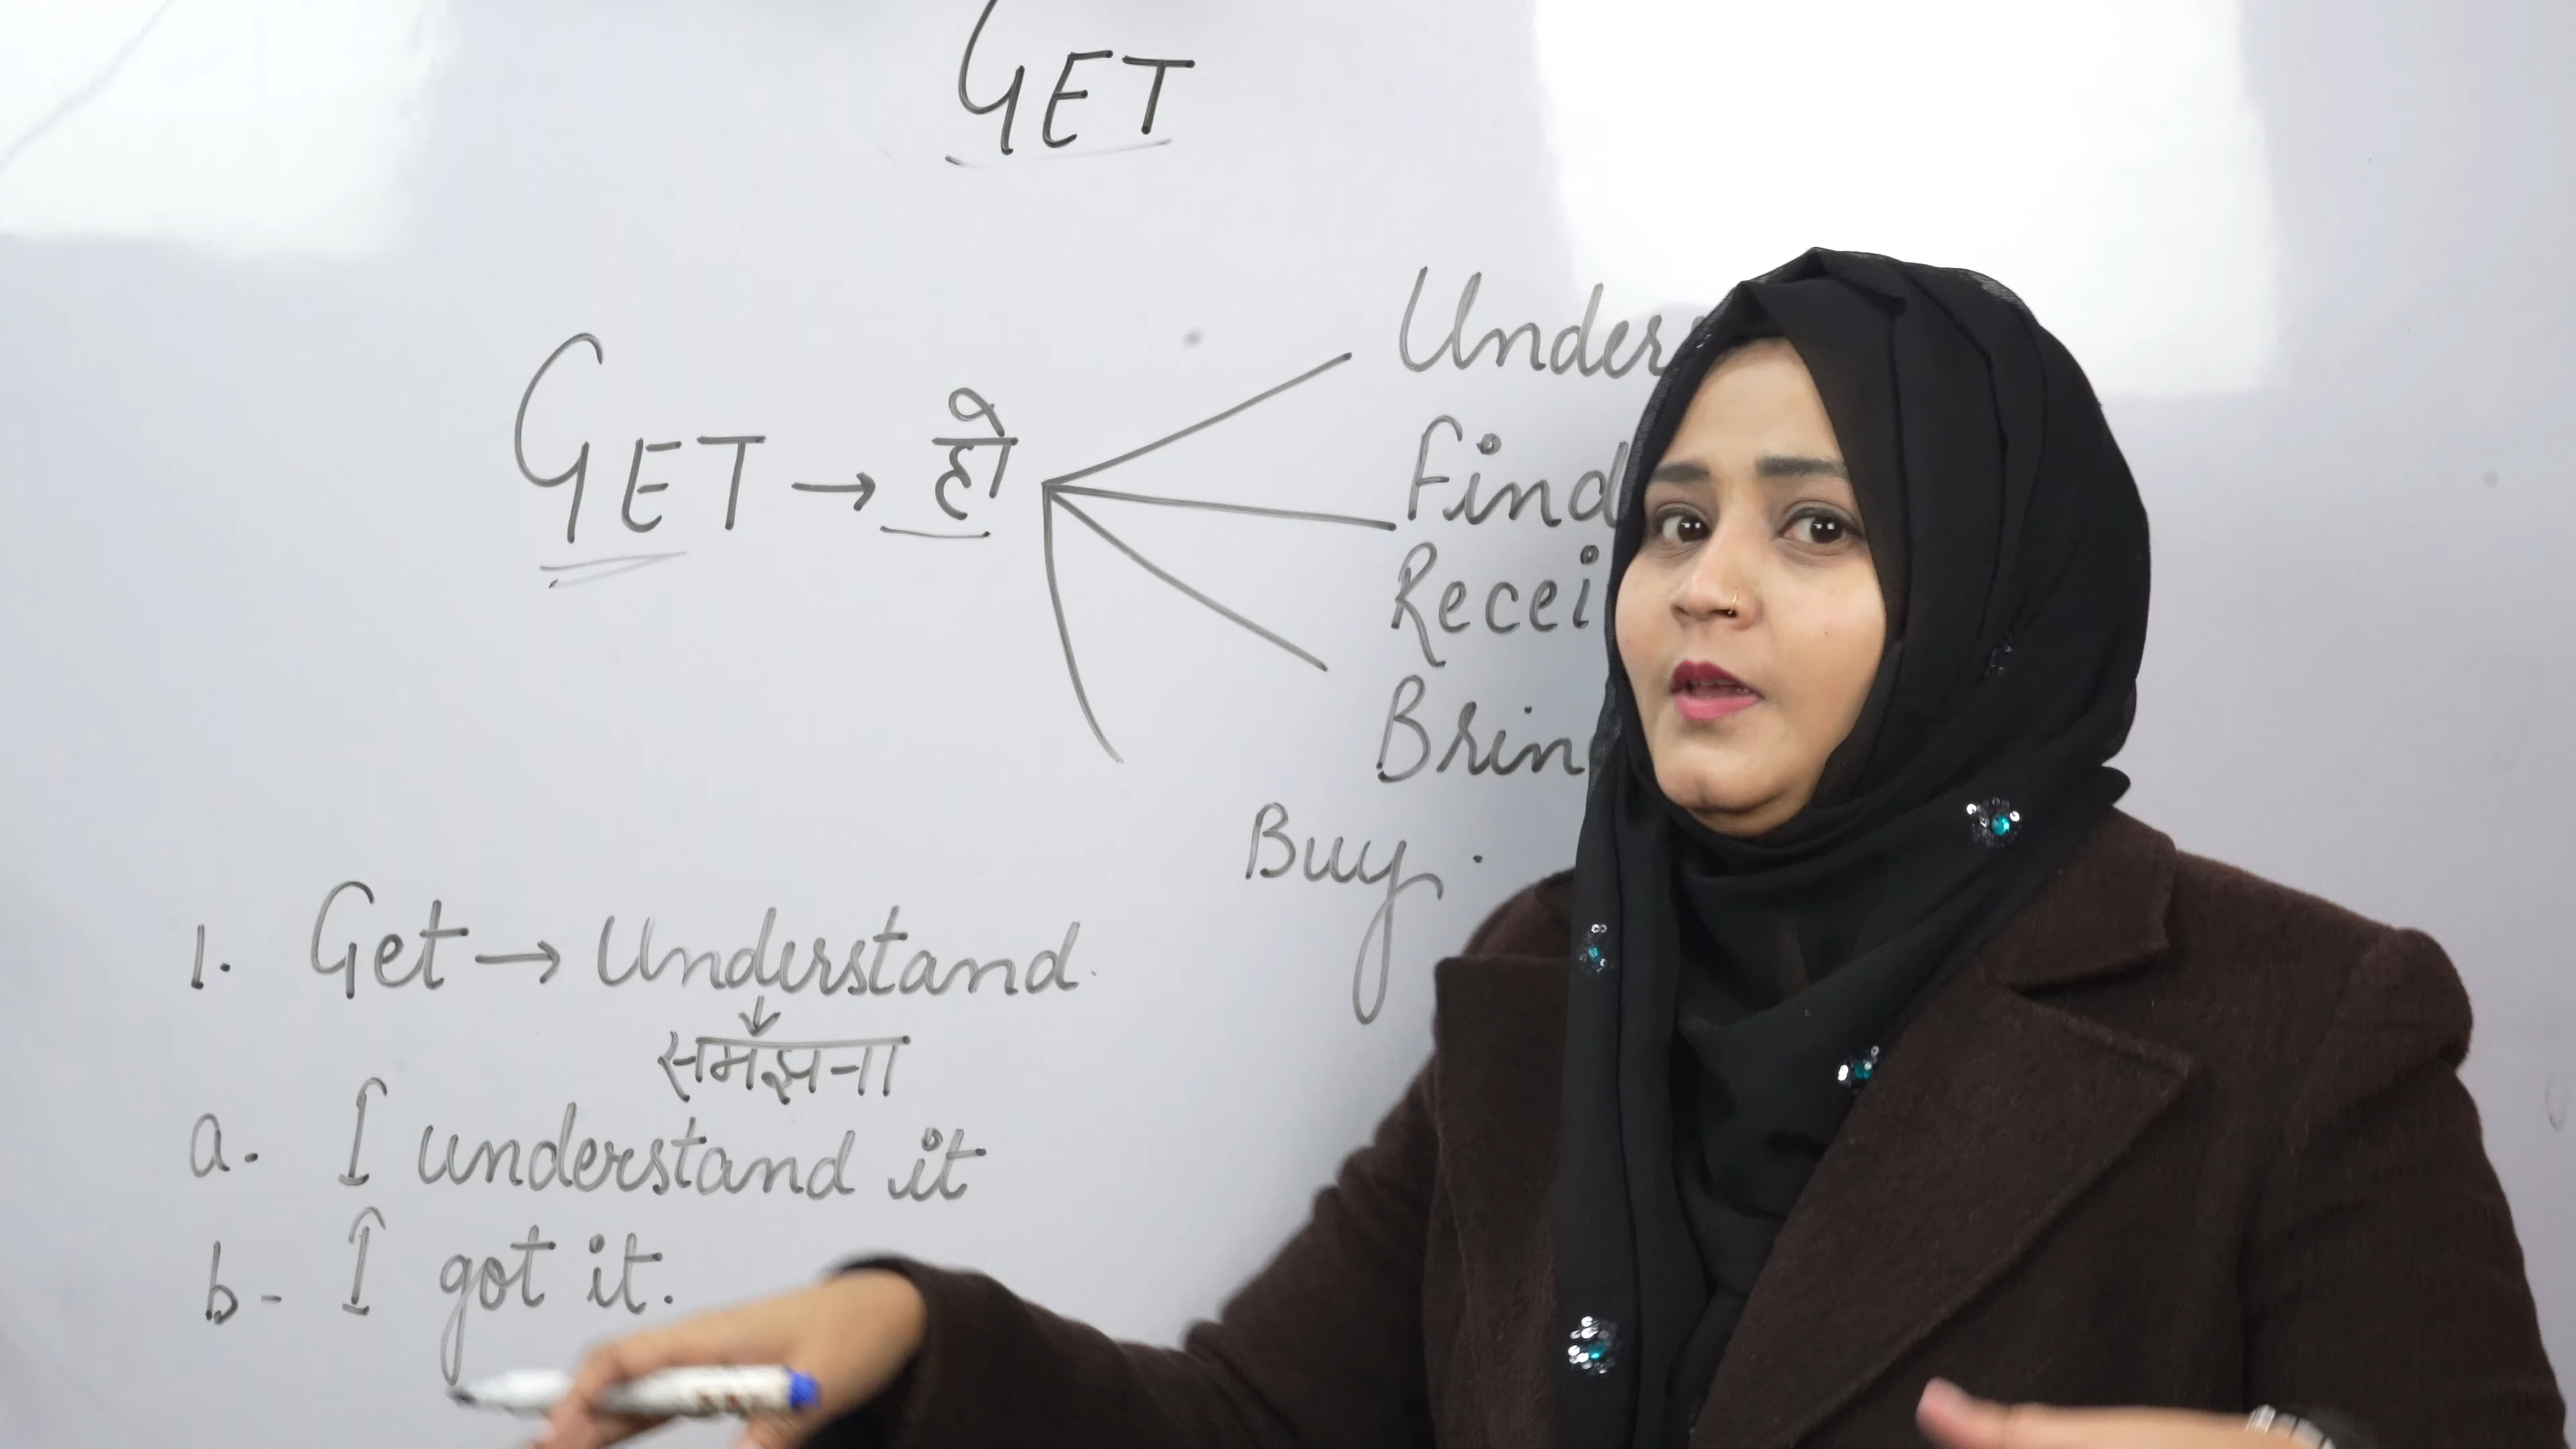 GET
GET → हो
Under
Find
Recei
Brin
Buy.
1. Get → Understand.
↓
समझना
a. I understand it
b- I got it.